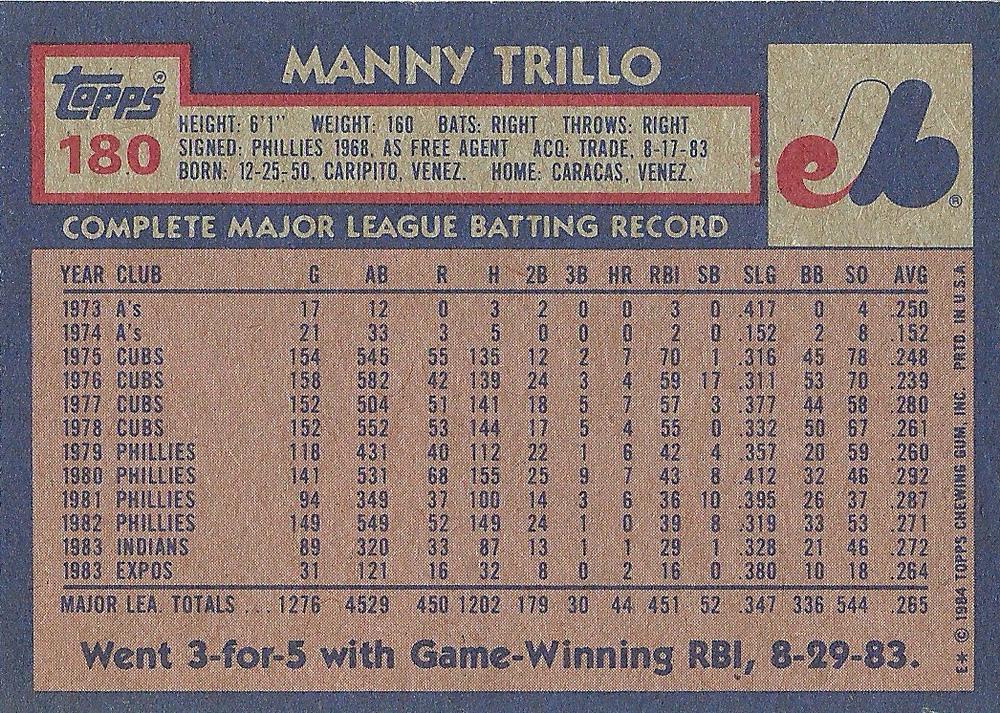 MANNY TRILLO
topps®
180
HEIGHT: 6'1" WEIGHT: 160 BATS: RIGHT THROWS: RIGHT
SIGNED: PHILLIES 1968, AS FREE AGENT ACQ: TRADE, 8-17-83
BORN: 12-25-50, CARIPITO, VENEZ. HOME: CARACAS, VENEZ.
eb®
COMPLETE MAJOR LEAGUE BATTING RECORD
YEAR CLUB G AB R H 2B 3B HR RBI SB SLG BB SO AVG
1973 A's 17 12 0 3 2 0 0 3 0 .417 0 4 .250
1974 A's 21 33 3 5 0 0 0 2 0 .152 2 8 .152
1975 CUBS 154 545 55 135 12 2 7 70 1 .316 45 78 .248
1976 CUBS 158 582 42 139 24 3 4 59 17 .311 53 70 .239
1977 CUBS 152 504 51 141 18 5 7 57 3 .377 44 58 .280
1978 CUBS 152 552 53 144 17 5 4 55 0 .332 50 67 .261
1979 PHILLIES 118 431 40 112 22 1 6 42 4 .357 20 59 .260
1980 PHILLIES 141 531 68 155 25 9 7 43 8 .412 32 46 .292
1981 PHILLIES 94 349 37 100 14 3 6 36 10 .395 26 37 .287
1982 PHILLIES 149 549 52 149 24 1 0 39 8 .319 33 53 .271
1983 INDIANS 89 320 33 87 13 1 1 29 1 .328 21 46 .272
1983 EXPOS 31 121 16 32 8 0 2 16 0 .380 10 18 .264
MAJOR LEA. TOTALS ... 1276 4529 450 1202 179 30 44 451 52 .347 336 544 .265
Went 3-for-5 with Game-Winning RBI, 8-29-83.
E* © 1984 TOPPS CHEWING GUM, INC. PRTD. IN U.S.A.